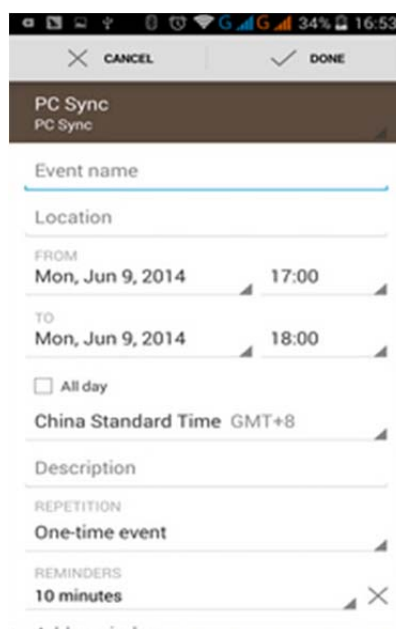 G G 34% 16:53
CANCEL DONE
PC Sync
PC Sync
Event name
Location
FROM
Mon, Jun 9, 2014 17:00
TO
Mon, Jun 9, 2014 18:00
All day
China Standard Time GMT+8
Description
REPETITION
One-time event
REMINDERS
10 minutes